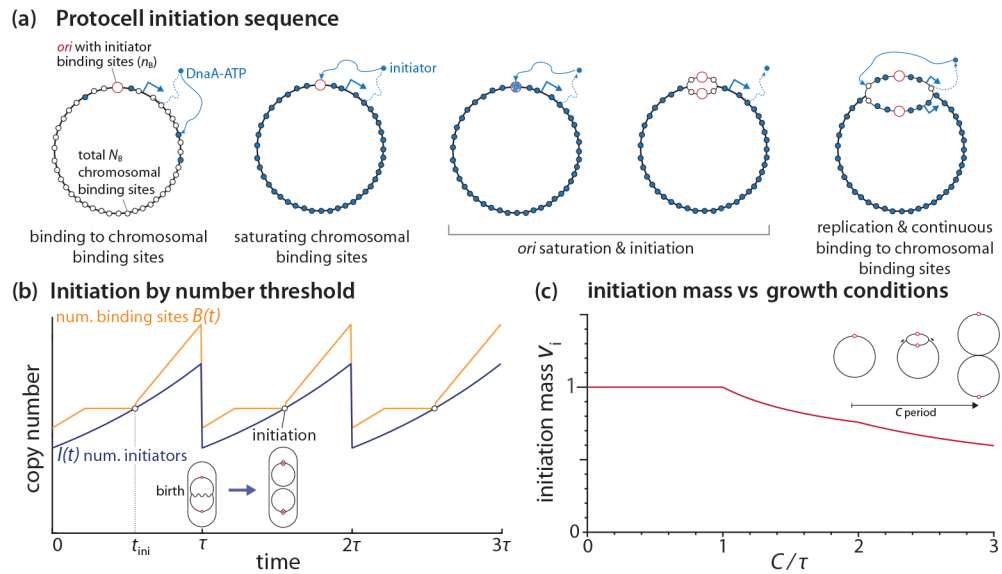 (a) Protocell initiation sequence
ori with initiator
binding sites (nB)
DnaA-ATP
total NB
chromosomal
binding sites
binding to chromosomal
binding sites
initiator
saturating chromosomal
binding sites
ori saturation & initiation
replication & continuous
binding to chromosomal
binding sites
(b) Initiation by number threshold
num. binding sites B(t)
I(t) num. initiators
initiation
birth
copy number
0
tini
τ
2τ
3τ
time
(c) initiation mass vs growth conditions
initiation mass vi
1
0
C period
0
1
2
3
C/τ